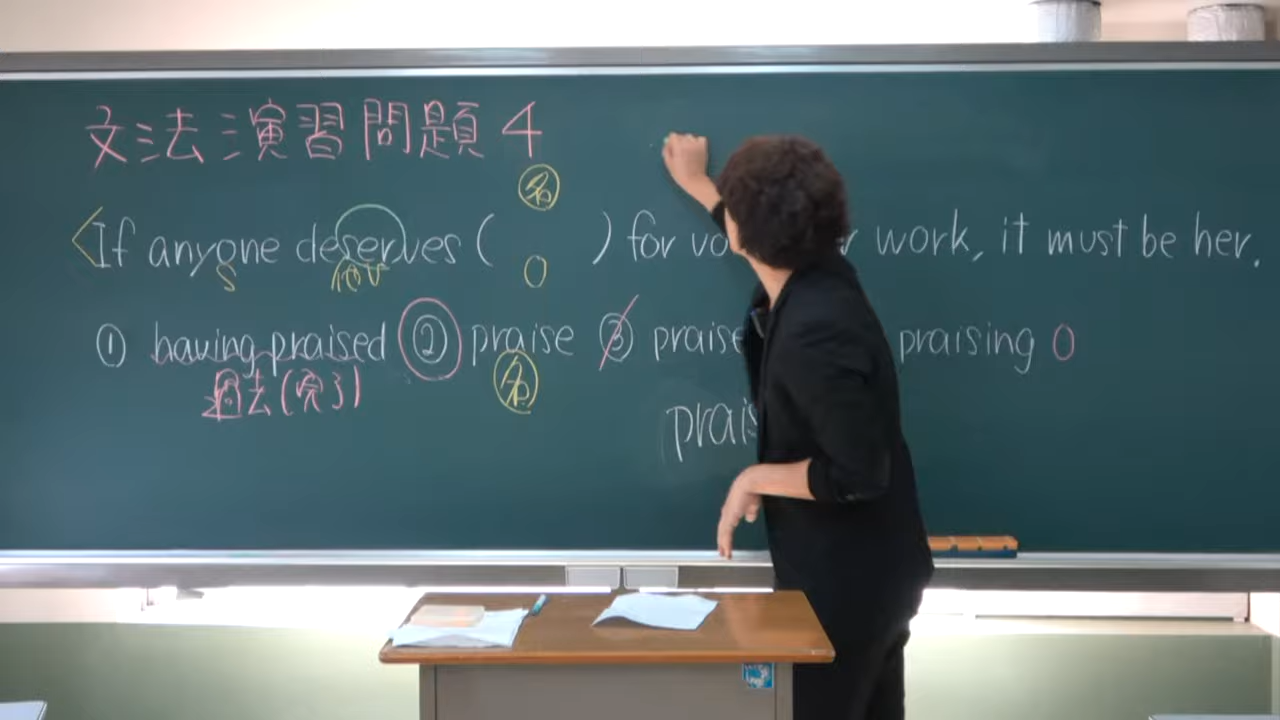 文法演習問題 4
名
If anyone deserves ( ) for vo work, it must be her.
S 他V O
① having praised ② praise ③ praise praising O
過去(完了) 名
prais